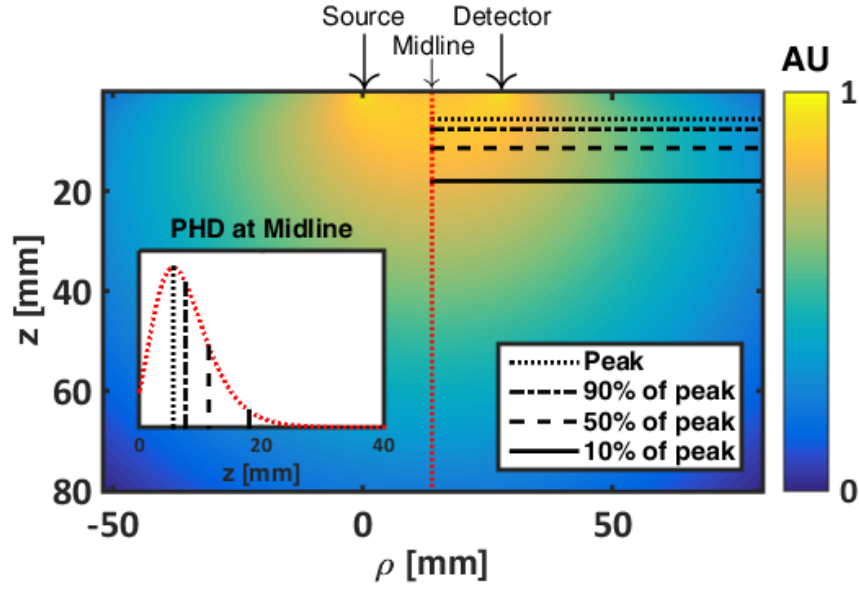 Source
Detector
Midline
AU
1
0
20
40
60
80
z [mm]
-50
0
50
ρ [mm]
PHD at Midline
0
20
40
z [mm]
Peak
90% of peak
50% of peak
10% of peak